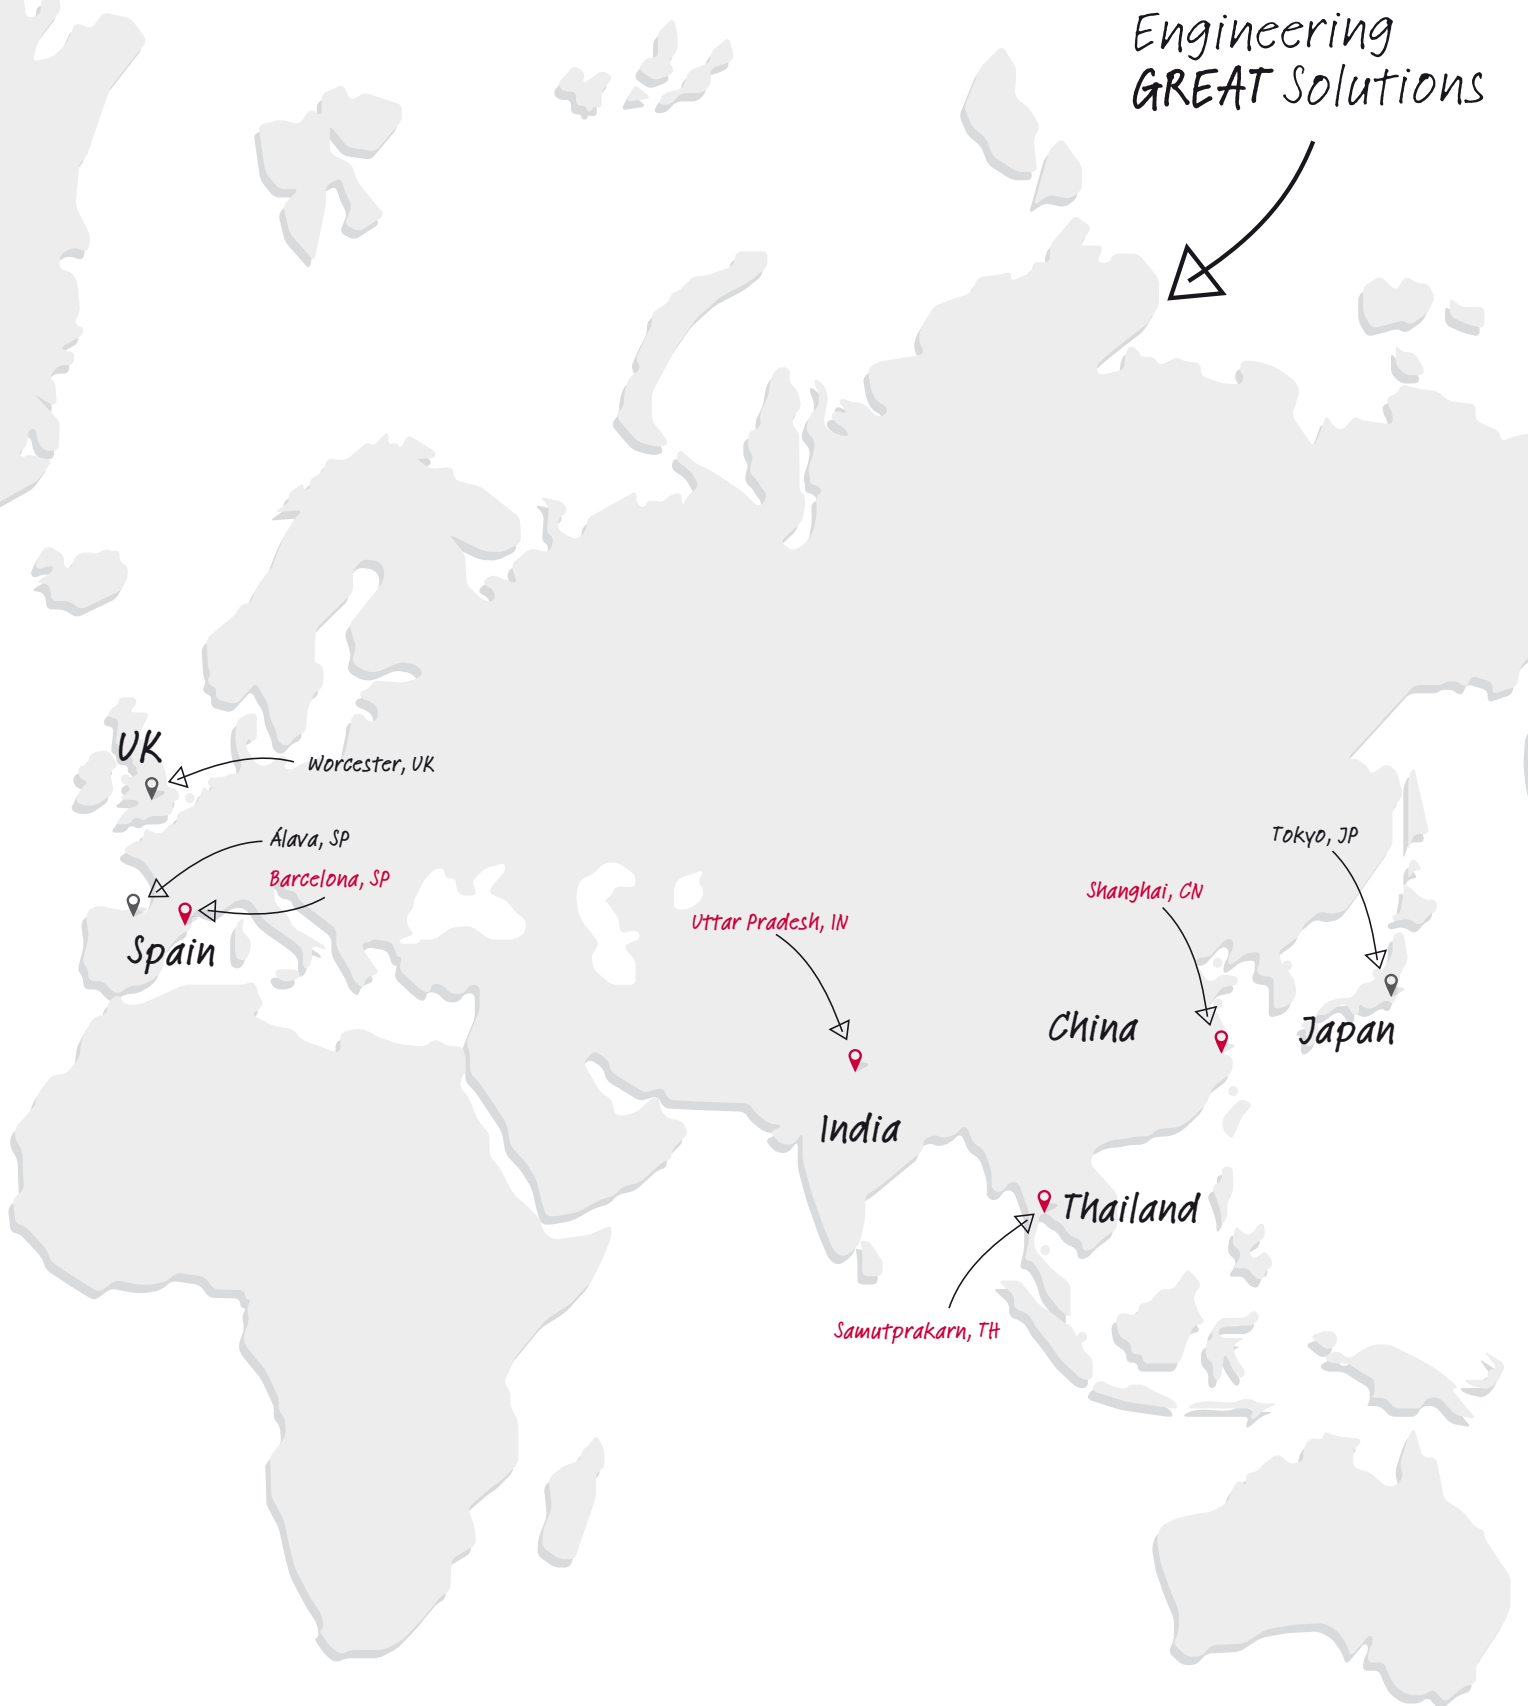 Engineering
GREAT Solutions
UK
Worcester, UK
Álava, SP
Barcelona, SP
Spain
Tokyo, JP
Shanghai, CN
Uttar Pradesh, IN
China
Japan
India
Thailand
Samutprakarn, TH